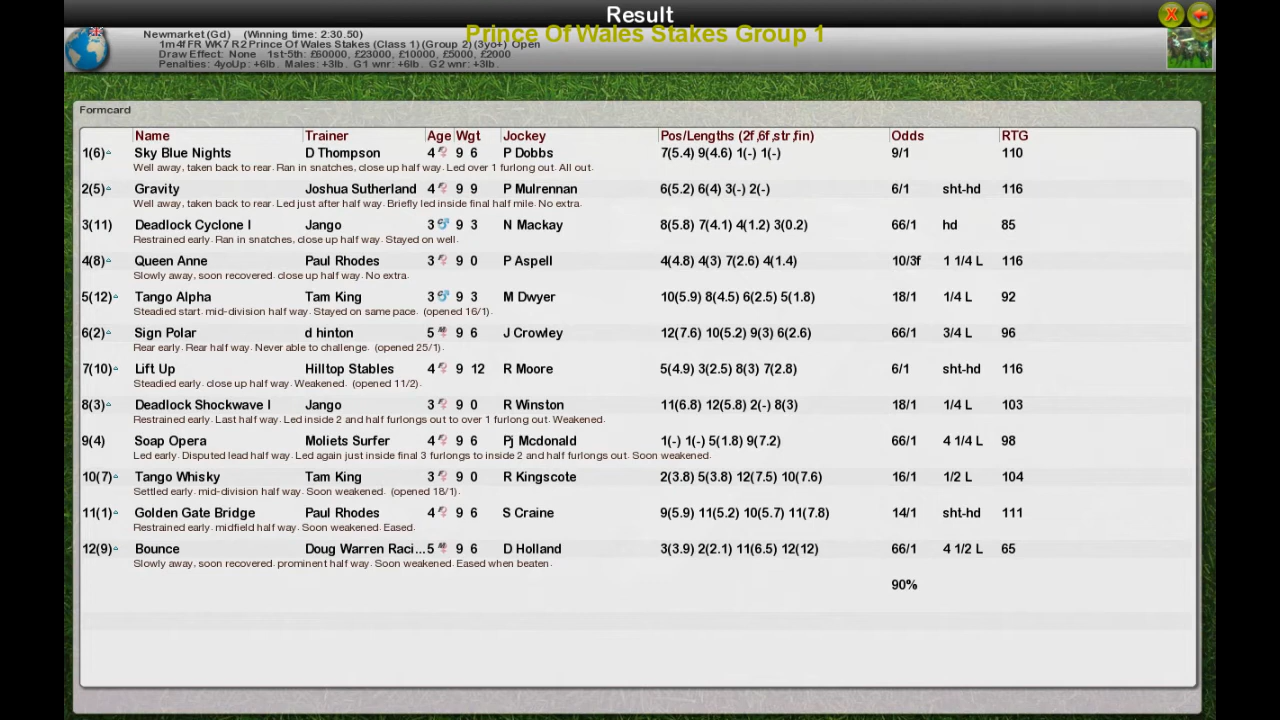 Result
Prince Of Wales Stakes Group 1
Newmarket (Gd) (Winning time: 2:30.50)
1m4f FR WK7 R2 Prince Of Wales Stakes (Class 1) (Group 2) (3yo+) Open
Draw Effect: None 1st-5th: £60000, £23000, £10000, £5000, £2000
Penalties: 4yoUp: +6lb. Males: +3lb. G1 wnr: +6lb. G2 wnr: +3lb.
Formcard
Name Trainer Age Wgt Jockey Pos/Lengths (2f,6f,str,fin) Odds RTG
1(6) Sky Blue Nights D Thompson 4 9 6 P Dobbs 7(5.4) 9(4.6) 1(-) 1(-) 9/1 110
Well away, taken back to rear. Ran in snatches, close up half way. Led over 1 furlong out. All out.
2(5) Gravity Joshua Sutherland 4 9 9 P Mulrennan 6(5.2) 6(4) 3(-) 2(-) 6/1 sht-hd 116
Well away, taken back to rear. Led just after half way. Briefly led inside final half mile. No extra.
3(11) Deadlock Cyclone I Jango 3 9 3 N Mackay 8(5.8) 7(4.1) 4(1.2) 3(0.2) 66/1 hd 85
Restrained early. Ran in snatches, close up half way. Stayed on well.
4(8) Queen Anne Paul Rhodes 3 9 0 P Aspell 4(4.8) 4(3) 7(2.6) 4(1.4) 10/3f 1 1/4 L 116
Slowly away, soon recovered. close up half way. No extra.
5(12) Tango Alpha Tam King 3 9 3 M Dwyer 10(5.9) 8(4.5) 6(2.5) 5(1.8) 18/1 1/4 L 92
Steadied start. mid-division half way. Stayed on same pace. (opened 16/1).
6(2) Sign Polar d hinton 5 9 6 J Crowley 12(7.6) 10(5.2) 9(3) 6(2.6) 66/1 3/4 L 96
Rear early. Rear half way. Never able to challenge. (opened 25/1).
7(10) Lift Up Hilltop Stables 4 9 12 R Moore 5(4.9) 3(2.5) 8(3) 7(2.8) 6/1 sht-hd 116
Steadied early. close up half way. Weakened. (opened 11/2).
8(3) Deadlock Shockwave I Jango 3 9 0 R Winston 11(6.8) 12(5.8) 2(-) 8(3) 18/1 1/4 L 103
Restrained early. Last half way. Led inside 2 and half furlongs out to over 1 furlong out. Weakened.
9(4) Soap Opera Moliets Surfer 4 9 6 Pj Mcdonald 1(-) 1(-) 5(1.8) 9(7.2) 66/1 4 1/4 L 98
Led early. Disputed lead half way. Led again just inside final 3 furlongs to inside 2 and half furlongs out. Soon weakened.
10(7) Tango Whisky Tam King 3 9 0 R Kingscote 2(3.8) 5(3.8) 12(7.5) 10(7.6) 16/1 1/2 L 104
Settled early. mid-division half way. Soon weakened. (opened 18/1).
11(1) Golden Gate Bridge Paul Rhodes 4 9 6 S Craine 9(5.9) 11(5.2) 10(5.7) 11(7.8) 14/1 sht-hd 111
Restrained early. midfield half way. Soon weakened. Eased.
12(9) Bounce Doug Warren Raci... 5 9 6 D Holland 3(3.9) 2(2.1) 11(6.5) 12(12) 66/1 4 1/2 L 65
Slowly away, soon recovered. prominent half way. Soon weakened. Eased when beaten.
90%